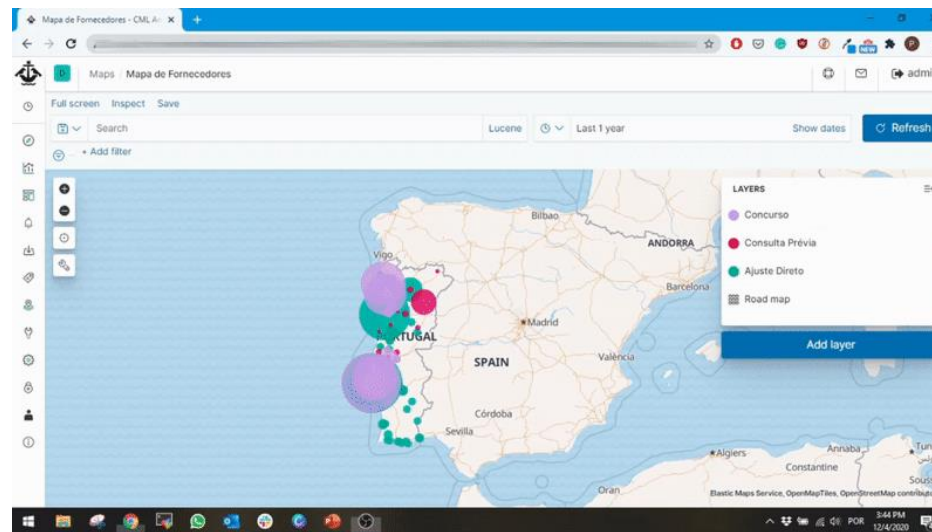 Mapa de Fornecedores - CML A
NEW
P
D Maps Mapa de Fornecedores
admi
Full screen Inspect Save
Search Lucene Last 1 year Show dates Refresh
+ Add filter
LAYERS
Concurso
Consulta Prévia
Ajuste Direto
Road map
Add layer
Bilbao
ANDORRA
Vigo
Barcelona
Madrid
PORTUGAL
SPAIN
València
Córdoba
Sevilla
Algiers
Annaba
Tun
Constantine
Sous
Oran
Elastic Maps Service, OpenMapTiles, OpenStreetMap contribut
POR
3:44 PM
12/4/2020